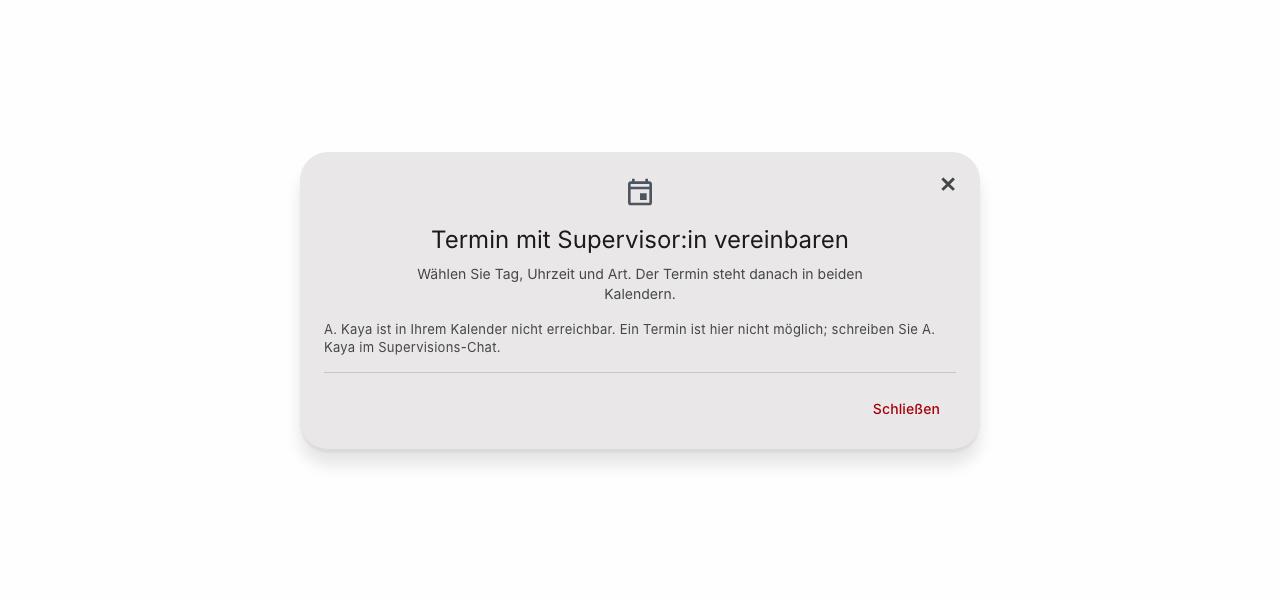 Termin mit Supervisor:in vereinbaren
Wählen Sie Tag, Uhrzeit und Art. Der Termin steht danach in beiden
Kalendern.
A. Kaya ist in Ihrem Kalender nicht erreichbar. Ein Termin ist hier nicht möglich; schreiben Sie A.
Kaya im Supervisions-Chat.
Schließen